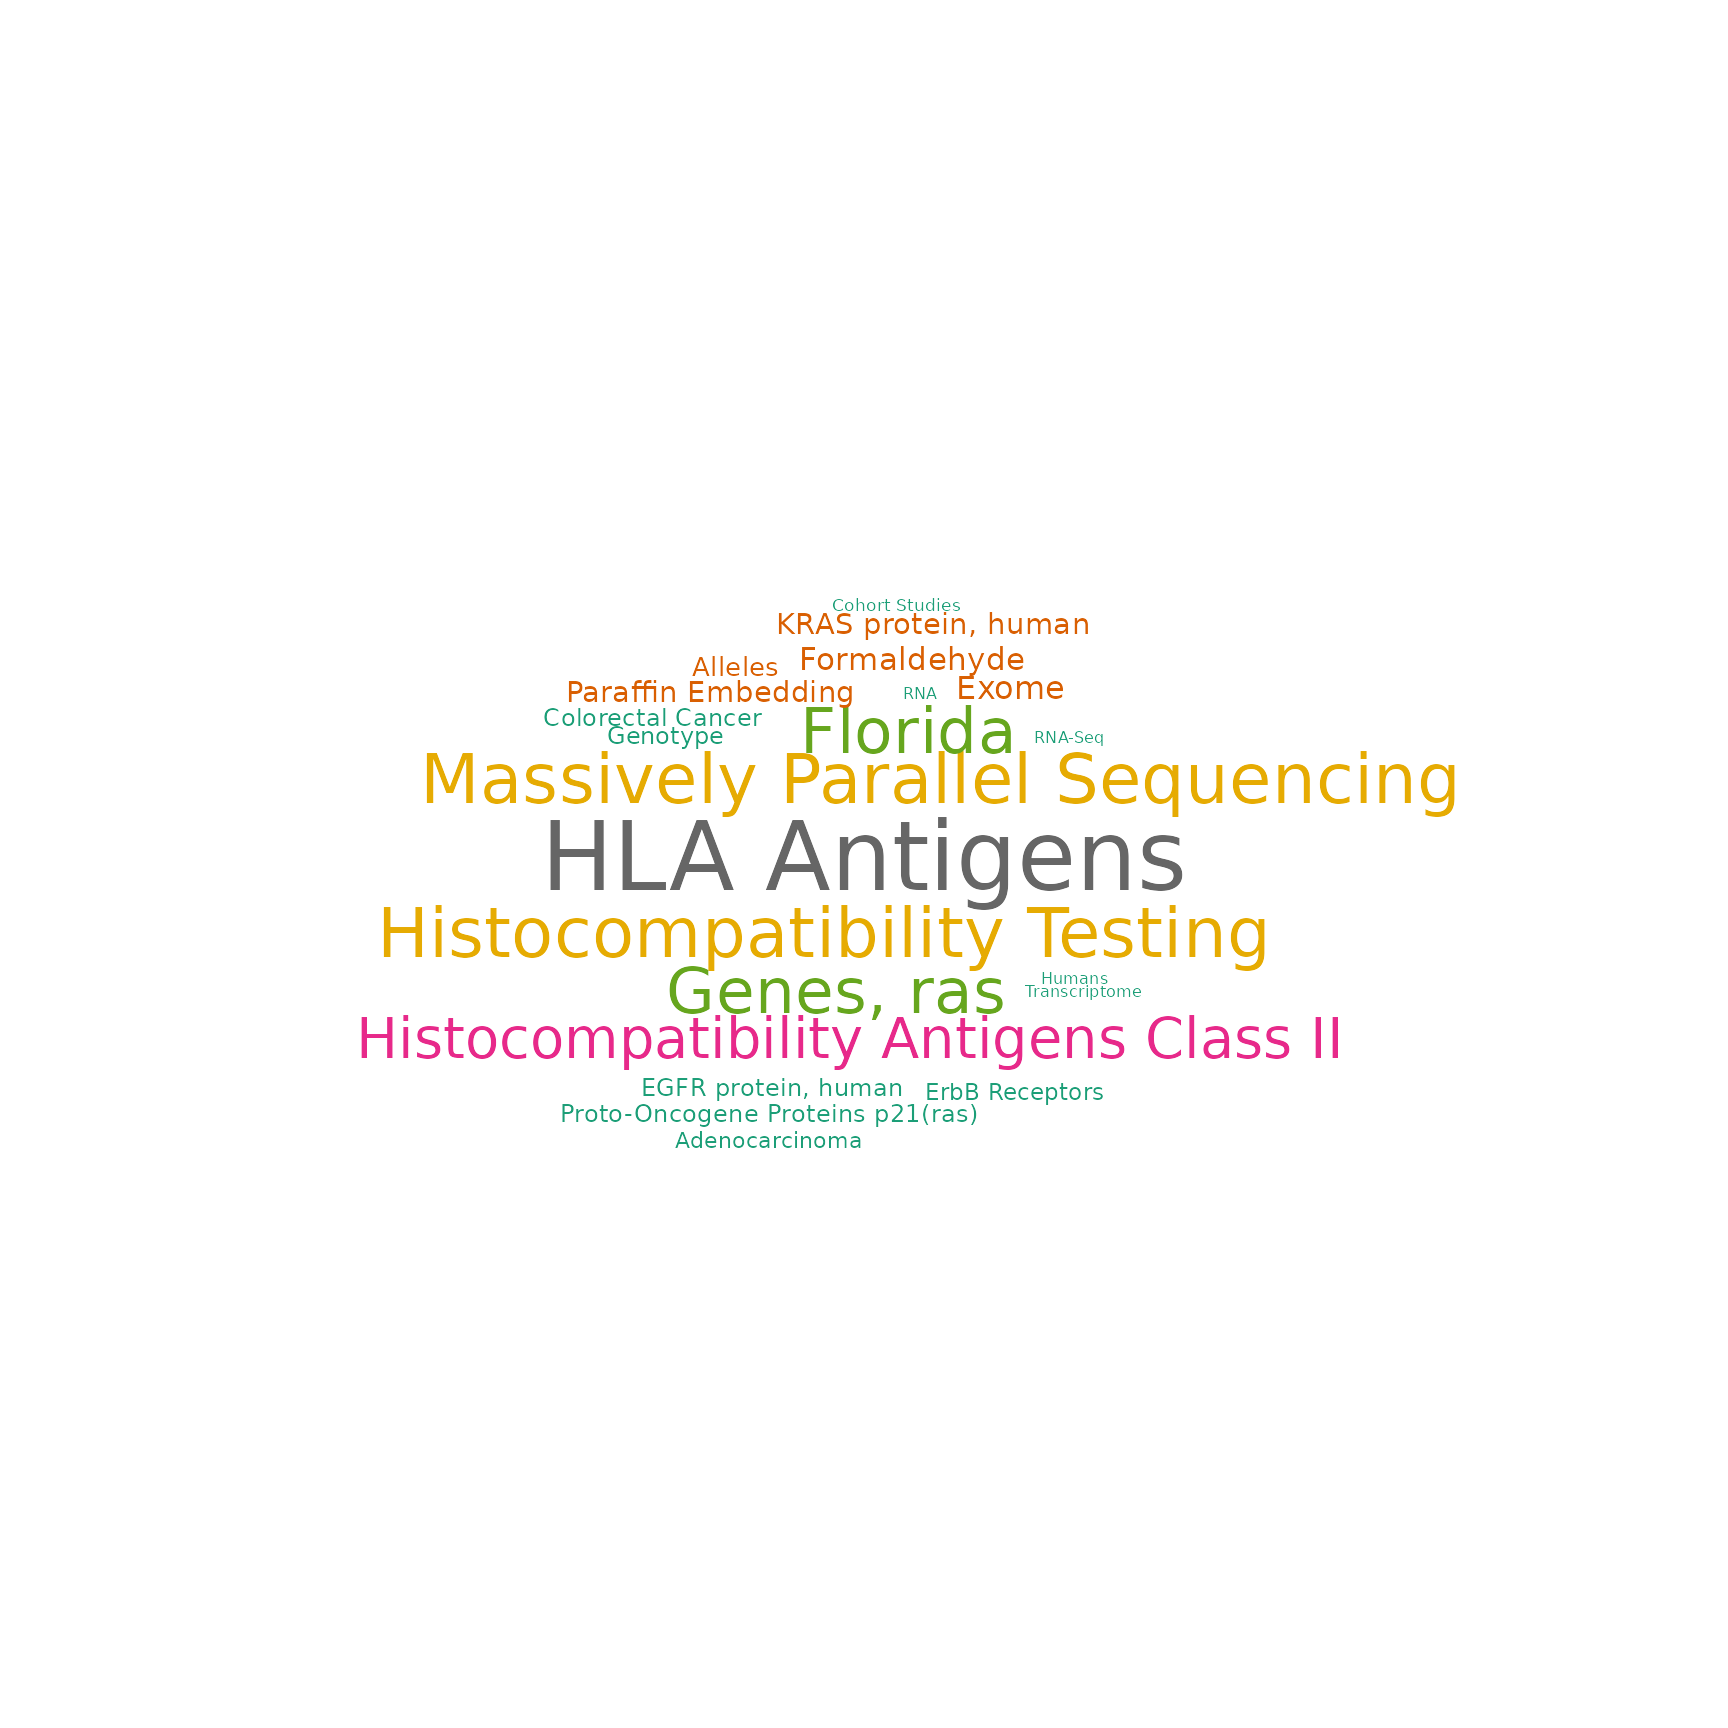 Cohort Studies
KRAS protein, human
Alleles Formaldehyde
Paraffin Embedding RNA Exome
Colorectal Cancer Florida RNA-Seq
Genotype
Massively Parallel Sequencing
HLA Antigens
Histocompatibility Testing
Genes, ras Humans
Transcriptome
Histocompatibility Antigens Class II
EGFR protein, human ErbB Receptors
Proto-Oncogene Proteins p21(ras)
Adenocarcinoma